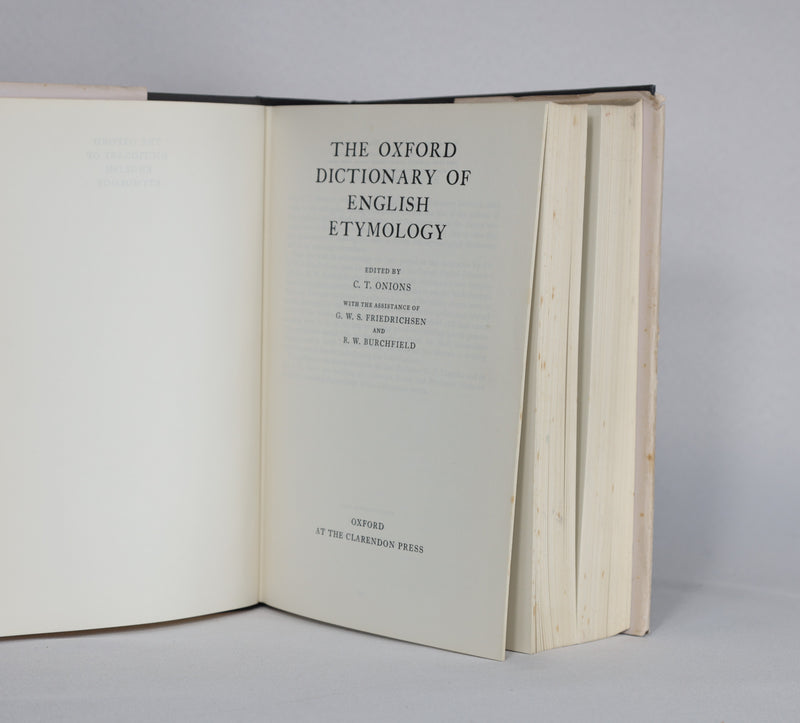 THE OXFORD
DICTIONARY OF
ENGLISH
ETYMOLOGY
EDITED BY
C. T. ONIONS
WITH THE ASSISTANCE OF
G. W. S. FRIEDRICHSEN
AND
R. W. BURCHFIELD
OXFORD
AT THE CLARENDON PRESS